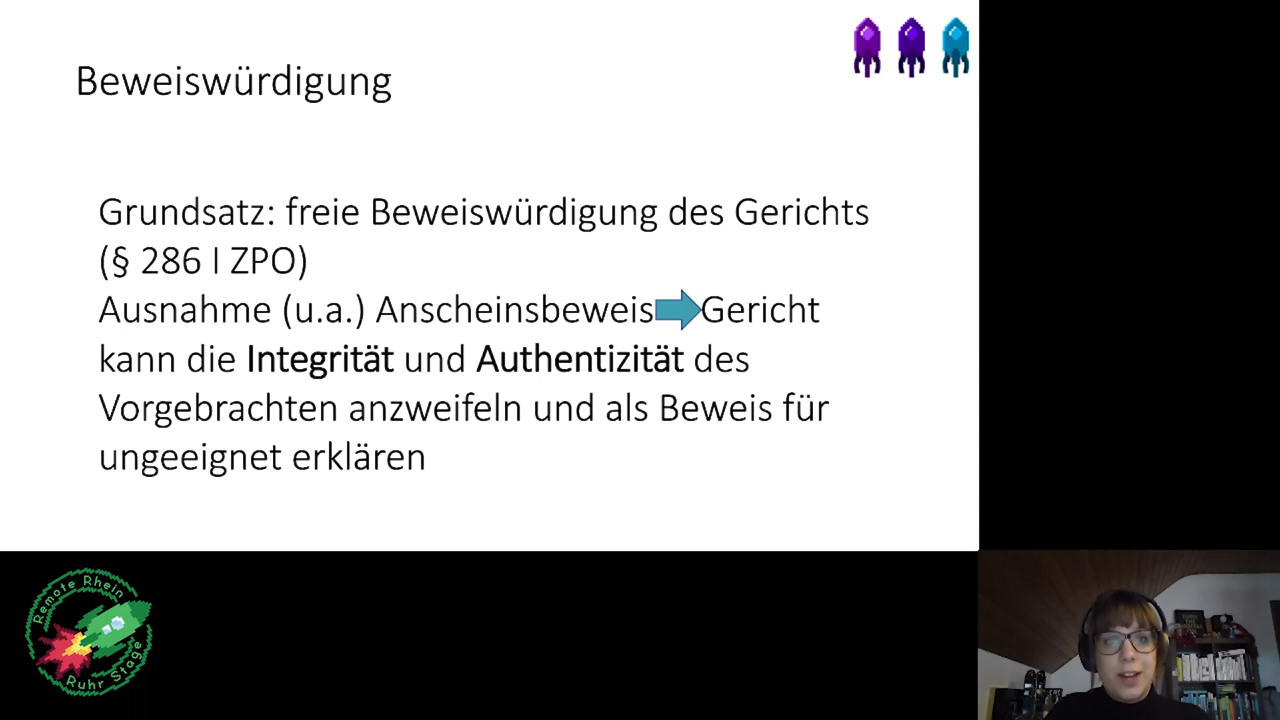 Beweiswürdigung
Grundsatz: freie Beweiswürdigung des Gerichts
(§ 286 I ZPO)
Ausnahme (u.a.) Anscheinsbeweis Gericht
kann die Integrität und Authentizität des
Vorgebrachten anzweifeln und als Beweis für
ungeeignet erklären
Remote Rhein
Ruhr Stage